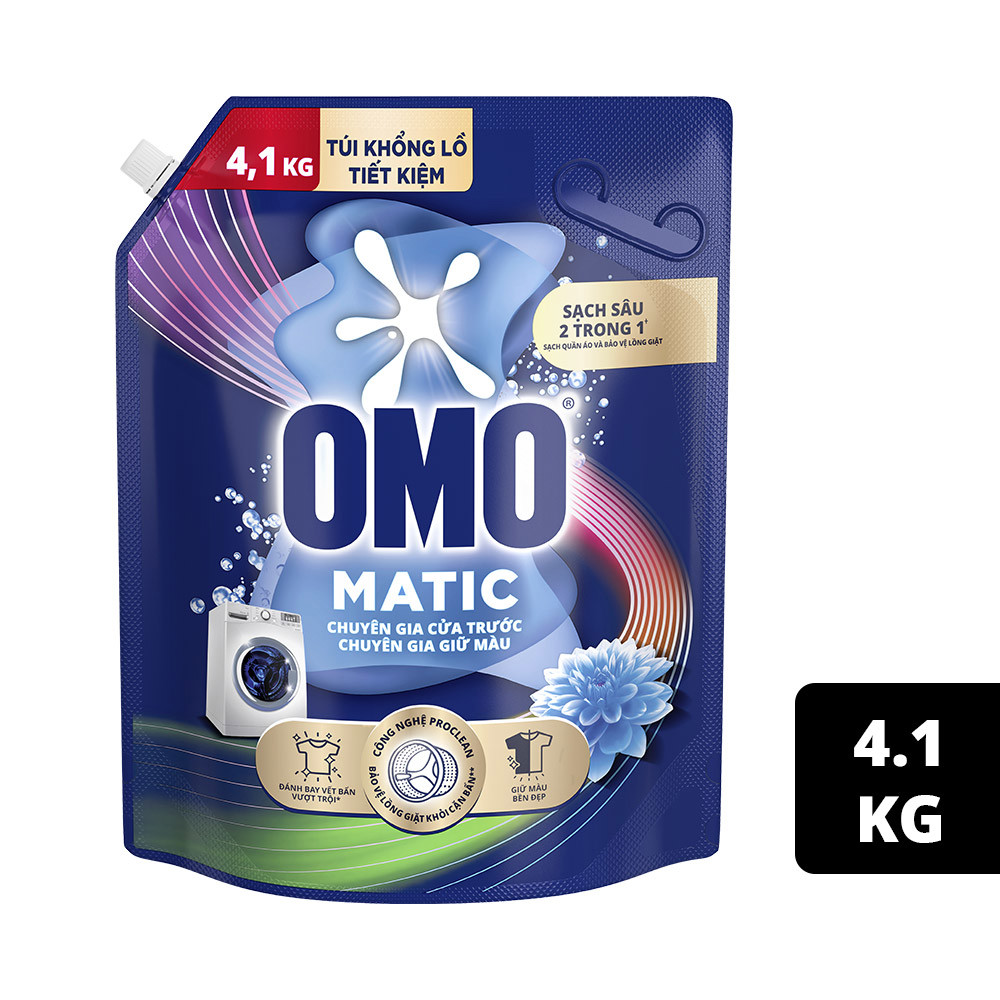 4,1 KG
TÚI KHỔNG LỒ
TIẾT KIỆM
SẠCH SÂU
2 TRONG 1†
SẠCH QUẦN ÁO VÀ BẢO VỆ LỒNG GIẶT
OMO®
MATIC
CHUYÊN GIA CỬA TRƯỚC
CHUYÊN GIA GIỮ MÀU
ĐÁNH BAY VẾT BẨN
VƯỢT TRỘI*
CÔNG NGHỆ PROCLEAN
BẢO VỆ LỒNG GIẶT KHỎI CẶN BẨN**
GIỮ MÀU
BỀN ĐẸP
4.1
KG